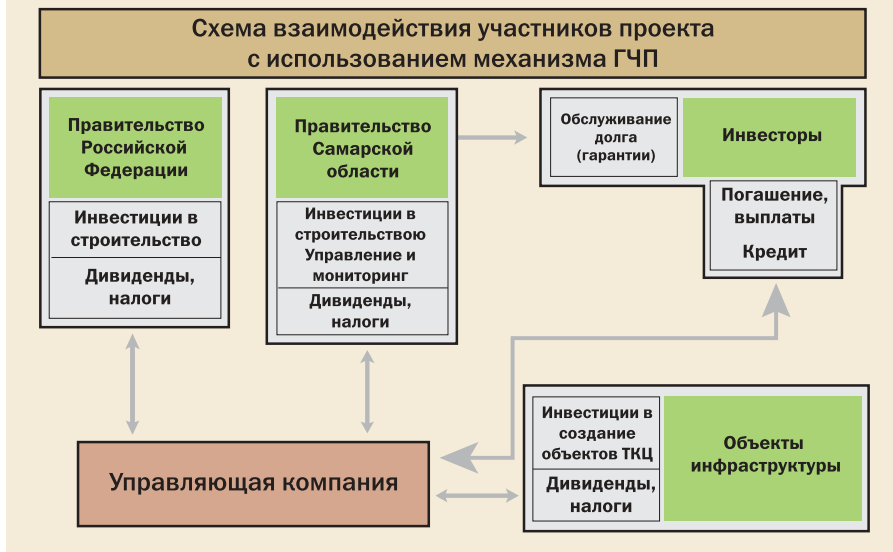 Схема взаимодействия участников проекта
с использованием механизма ГЧП
Правительство
Российской
Федерации
Инвестиции в
строительство
Дивиденды,
налоги
Правительство
Самарской
области
Инвестиции в
строительствою
Управление и
мониторинг
Дивиденды,
налоги
Обслуживание
долга
(гарантии)
Инвесторы
Погашение,
выплаты
Кредит
Управляющая компания
Инвестиции в
создание
объектов ТКЦ
Дивиденды,
налоги
Объекты
инфраструктуры